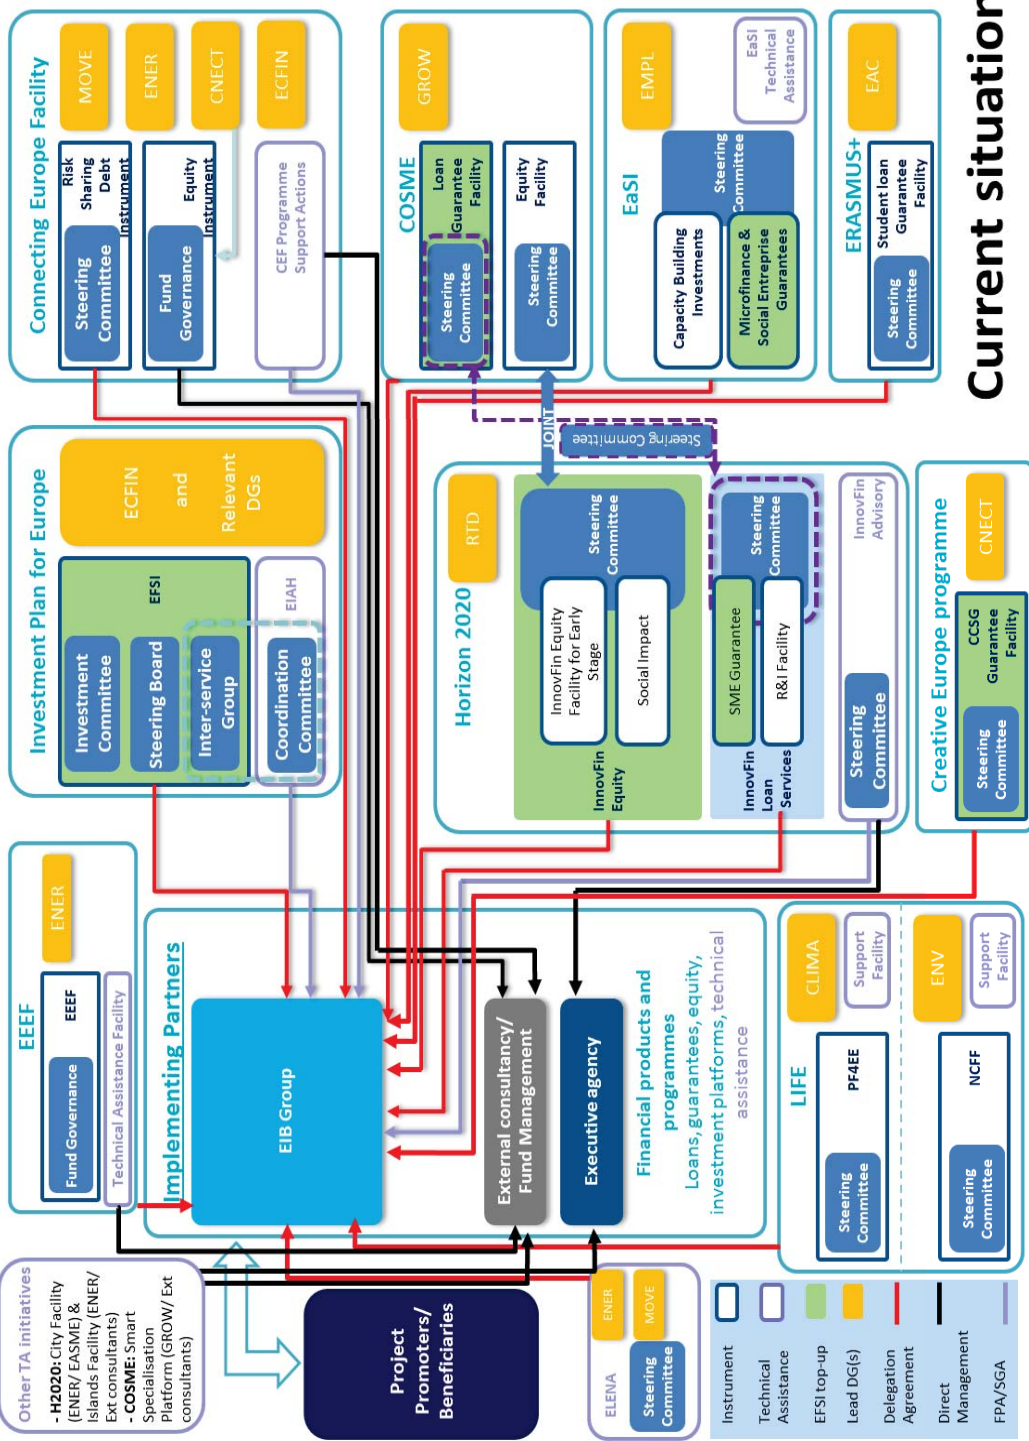 Current situation
Other TA initiatives
- H2020: City Facility
(ENER/ EASME) &
Islands Facility (ENER/
Ext consultants)
- COSME: Smart
Specialisation
Platform (GROW/ Ext
consultants)
EEEF
ENER
Fund Governance
EEEF
Technical Assistance Facility
Investment Plan for Europe
ECFIN
and
Relevant
DGs
Investment
Committee
Steering Board
Inter-service
Group
EFSI
Coordination
Committee
EIAH
Connecting Europe Facility
MOVE
ENER
CNECT
ECFIN
Steering
Committee
Risk
Sharing
Debt
Instrument
Fund
Governance
Equity
Instrument
CEF Programme
Support Actions
Project
Promoters/
Beneficiaries
Implementing Partners
EIB Group
External consultancy/
Fund Management
Executive agency
Financial products and
programmes
Loans, guarantees, equity,
investment platforms, technical
assistance
Horizon 2020
RTD
InnovFin
Equity
InnovFin Equity
Facility for Early
Stage
Social Impact
Steering
Committee
InnovFin
Loan
Services
SME Guarantee
R&I Facility
Steering
Committee
Steering
Committee
InnovFin
Advisory
JOINT
Steering Committee
COSME
GROW
Steering
Committee
Loan
Guarantee
Facility
Steering
Committee
Equity
Facility
EaSI
EMPL
Capacity Building
Investments
Microfinance &
Social Entreprise
Guarantees
Steering
Committee
EaSI
Technical
Assistance
ERASMUS+
EAC
Steering
Committee
Student loan
Guarantee
Facility
ELENA
ENER
MOVE
Steering
Committee
LIFE
CLIMA
Steering
Committee
PF4EE
Support
Facility
ENV
Steering
Committee
NCFF
Support
Facility
Creative Europe programme
CNECT
Steering
Committee
CCSG
Guarantee
Facility
Instrument
Technical
Assistance
EFSI top-up
Lead DG(s)
Delegation
Agreement
Direct
Management
FPA/SGA